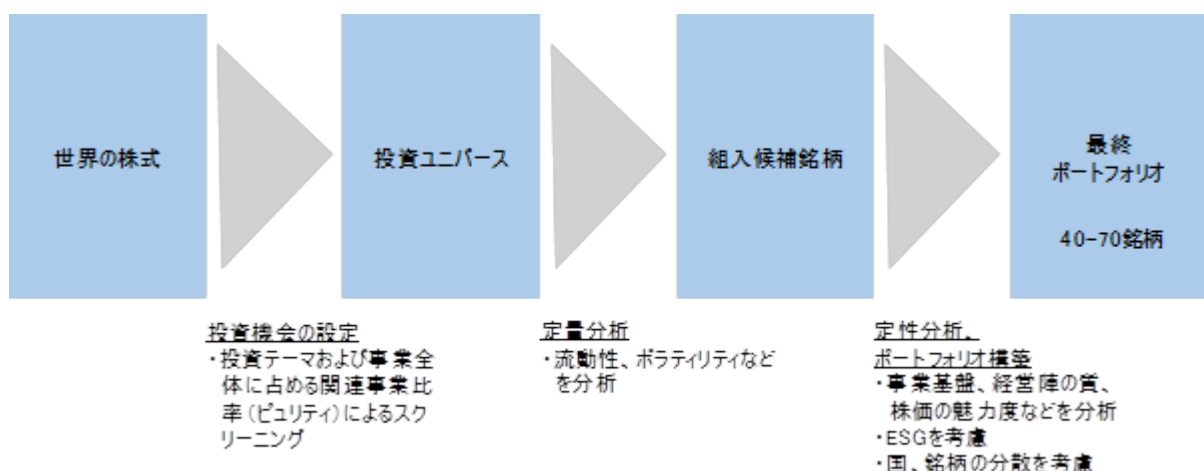 世界の株式
投資ユニバース
組入候補銘柄
最終
ポートフォリオ
40-70銘柄
投資機会の設定
・投資テーマおよび事業全
体に占める関連事業比
率(ピュリティ)によるスク
リーニング
定量分析
・流動性、ボラティリティなど
を分析
定性分析、
ポートフォリオ構築
・事業基盤、経営陣の質、
株価の魅力度などを分析
・ESGを考慮
・国、銘柄の分散を考慮